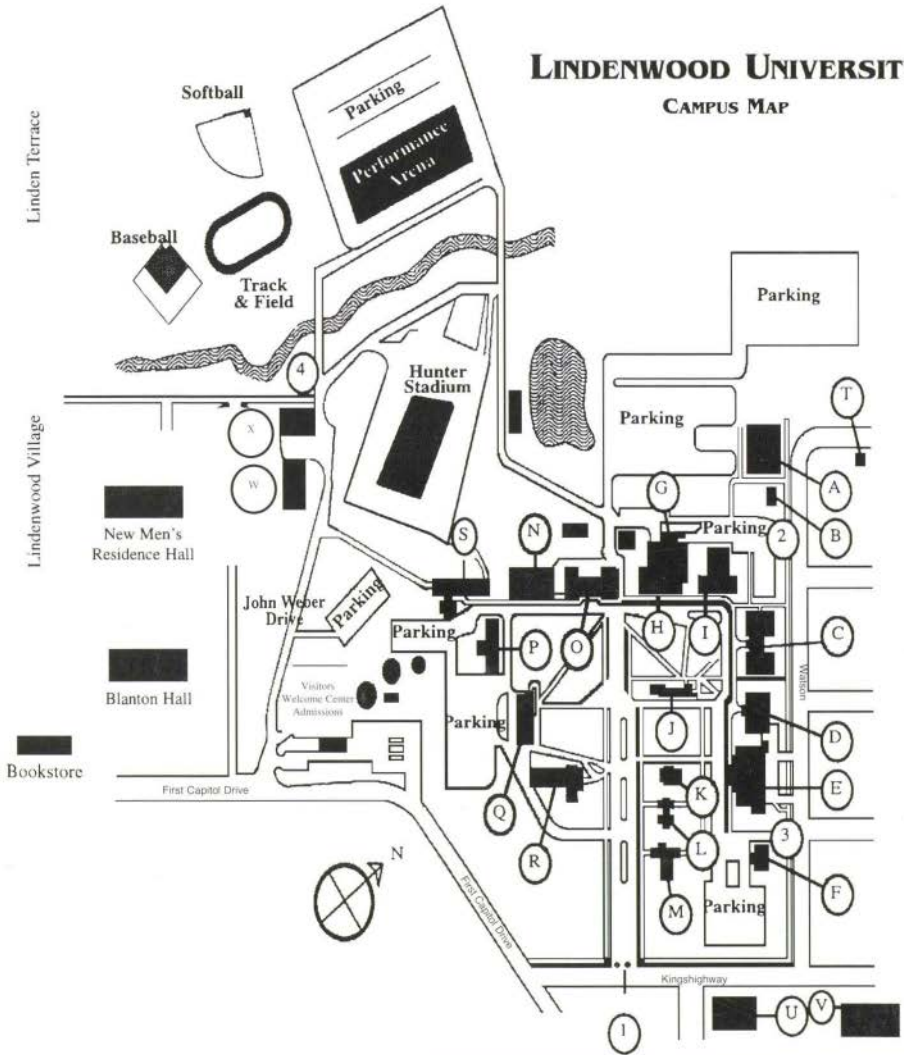 LINDENWOOD UNIVERSIT
CAMPUS MAP
Softball
Parking
Performance
Arena
Linden Terrace
Baseball
Track
& Field
Parking
4
Hunter
Stadium
T
X
Parking
W
A
Lindenwood Village
G
New Men's
Residence Hall
S
N
Parking
2
B
John Weber
Drive
Parking
Parking
P
O
H
I
C
Watson
Blanton Hall
Visitors
Welcome Center
Admissions
Parking
J
D
Bookstore
First Capitol Drive
Q
K
E
R
L
3
N
First Capitol Drive
M
Parking
F
Kingshighway
U
V
1